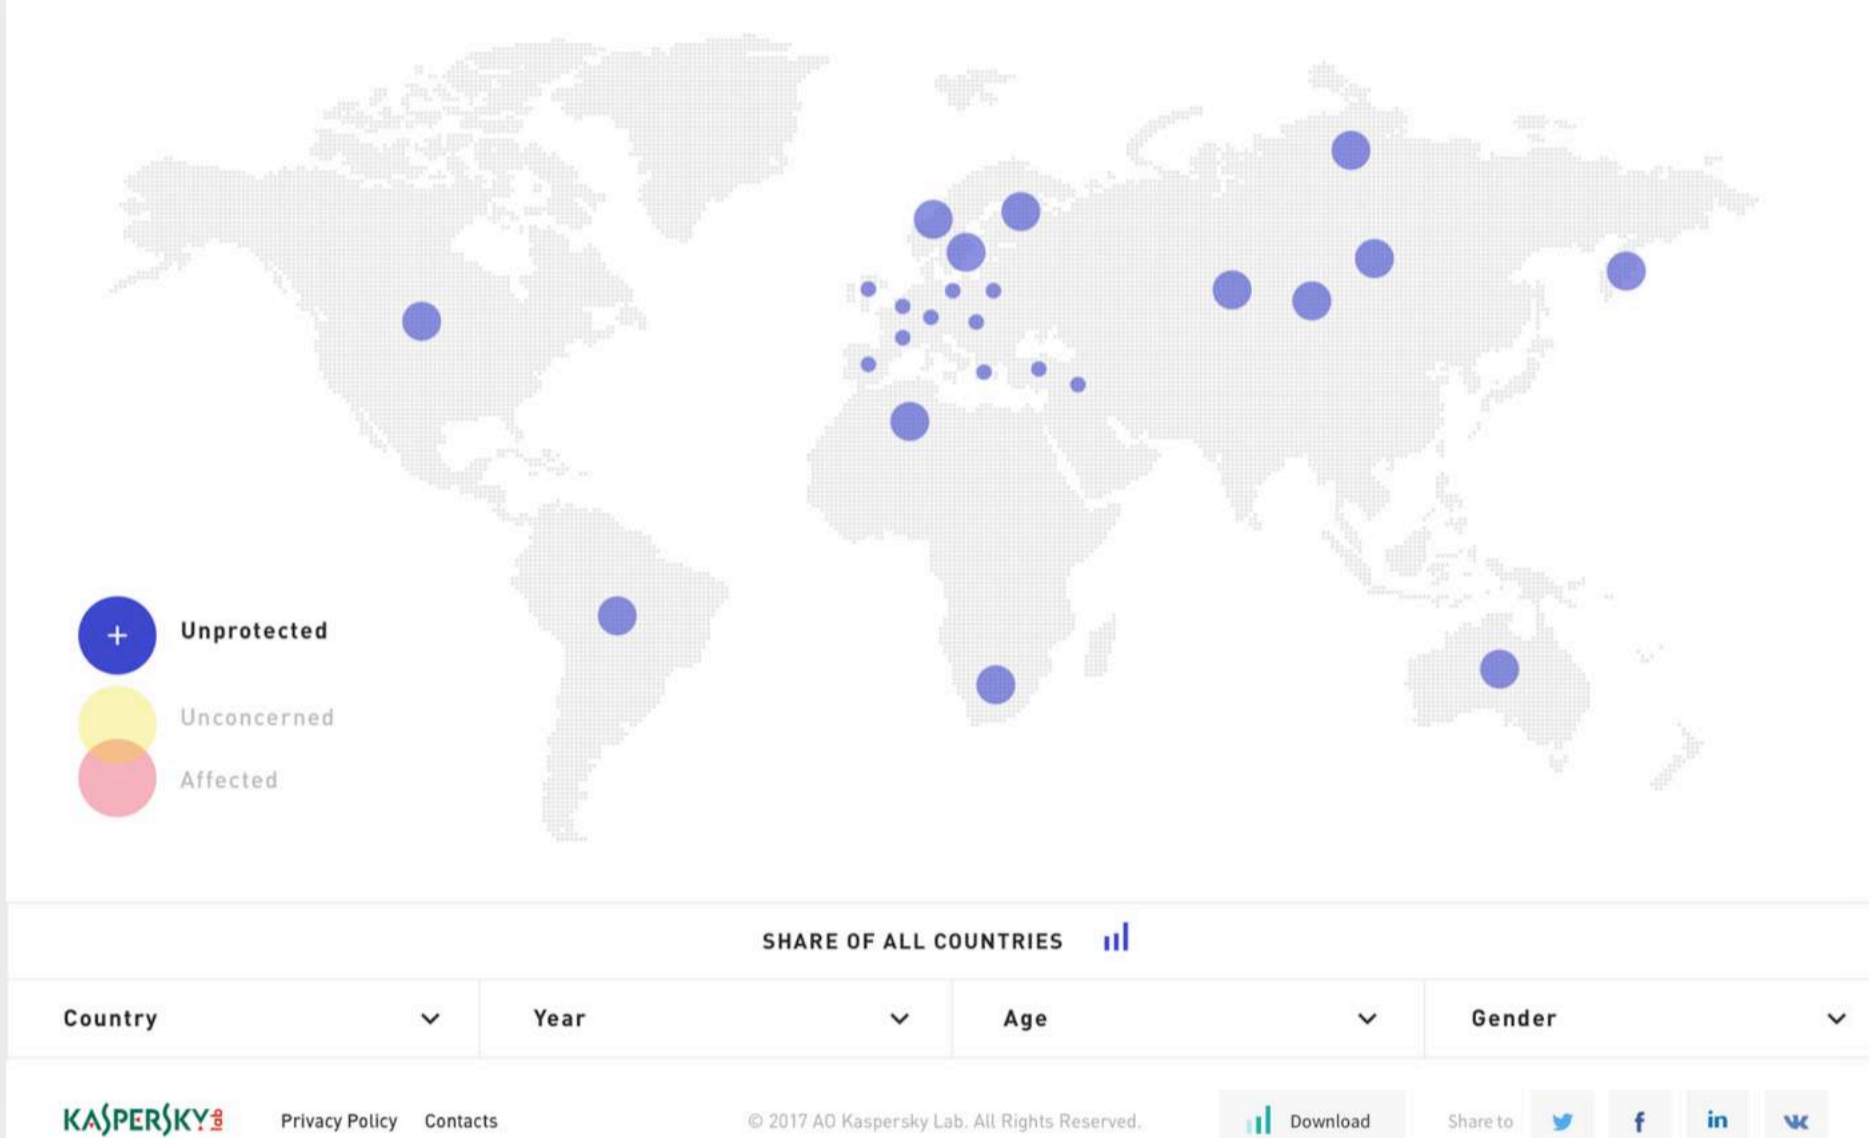 +
Unprotected
Unconcerned
Affected
SHARE OF ALL COUNTRIES
Country
Year
Age
Gender
KASPERSKY lab
Privacy Policy
Contacts
© 2017 AO Kaspersky Lab. All Rights Reserved.
Download
Share to
f
in